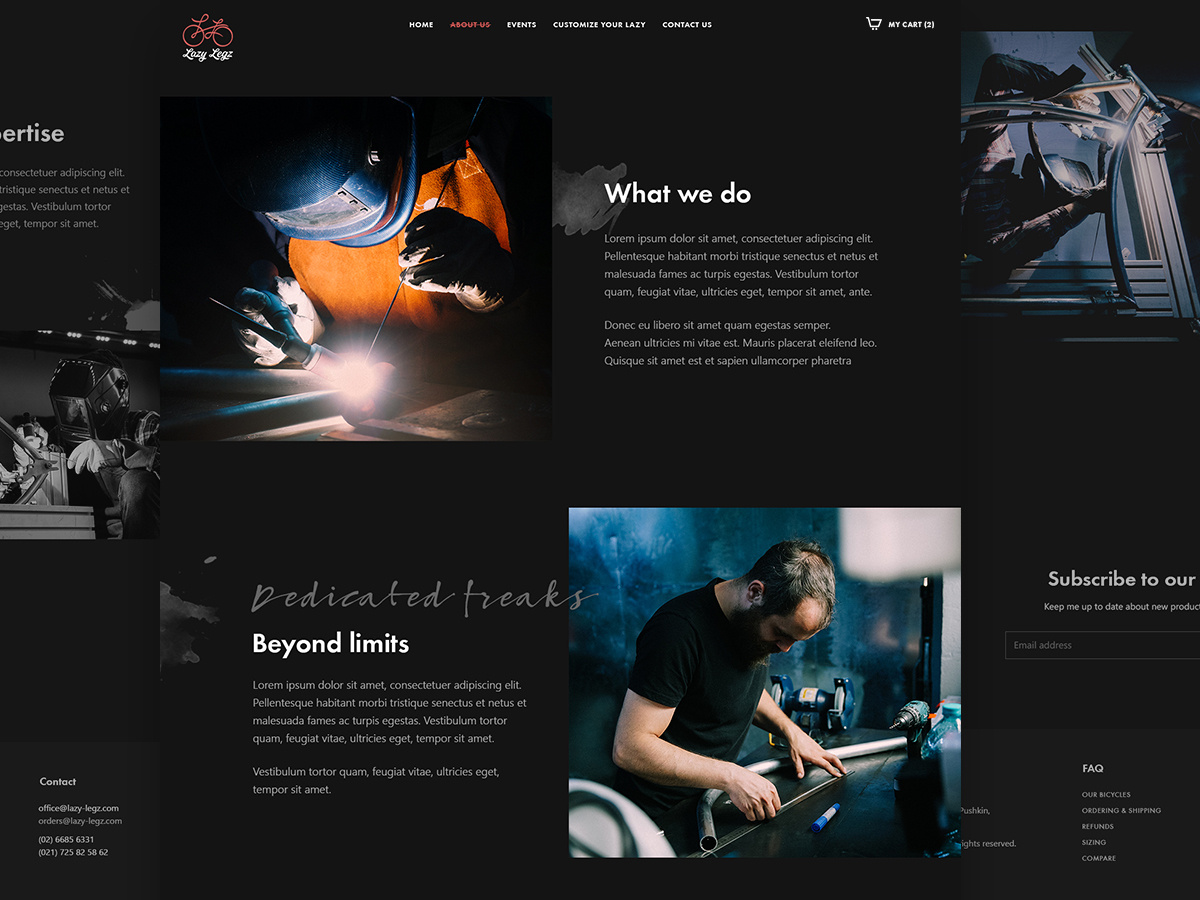 Lazy Legz
HOME ABOUT US EVENTS CUSTOMIZE YOUR LAZY CONTACT US
MY CART (2)
pertise
consectetuer adipiscing elit.
tristique senectus et netus et
gestas. Vestibulum tortor
eget, tempor sit amet.
What we do
Lorem ipsum dolor sit amet, consectetuer adipiscing elit.
Pellentesque habitant morbi tristique senectus et netus et
malesuada fames ac turpis egestas. Vestibulum tortor
quam, feugiat vitae, ultricies eget, tempor sit amet, ante.
Donec eu libero sit amet quam egestas semper.
Aenean ultricies mi vitae est. Mauris placerat eleifend leo.
Quisque sit amet est et sapien ullamcorper pharetra
Dedicated freaks
Beyond limits
Lorem ipsum dolor sit amet, consectetuer adipiscing elit.
Pellentesque habitant morbi tristique senectus et netus et
malesuada fames ac turpis egestas. Vestibulum tortor
quam, feugiat vitae, ultricies eget, tempor sit amet.
Vestibulum tortor quam, feugiat vitae, ultricies eget,
tempor sit amet.
Subscribe to our
Keep me up to date about new product
Email address
Contact
office@lazy-legz.com
orders@lazy-legz.com
(02) 6685 6331
(021) 725 82 58 62
Pushkin,
ights reserved.
FAQ
OUR BICYCLES
ORDERING & SHIPPING
REFUNDS
SIZING
COMPARE